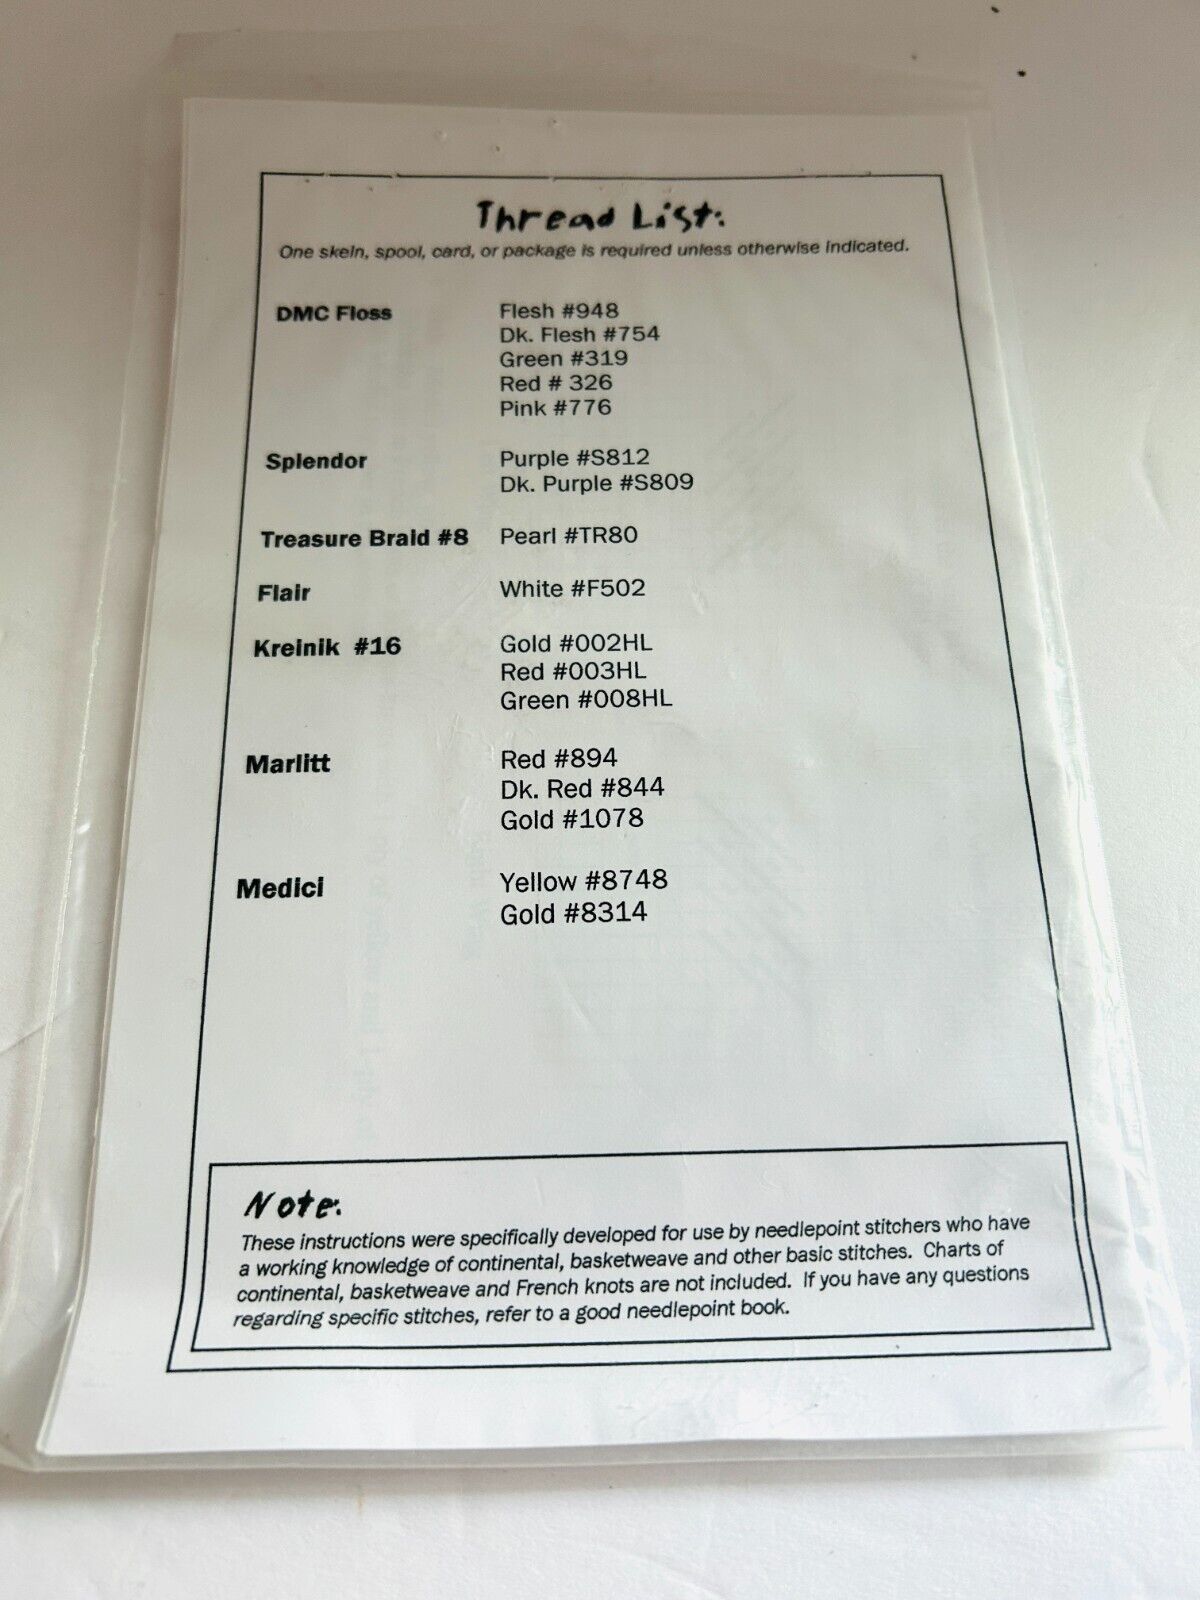 Thread List:
One skein, spool, card, or package is required unless otherwise indicated.
DMC Floss Flesh #948
Dk. Flesh #754
Green #319
Red # 326
Pink #776
Splendor Purple #S812
Dk. Purple #S809
Treasure Braid #8 Pearl #TR80
Flair White #F502
Kreinik #16 Gold #002HL
Red #003HL
Green #008HL
Marlitt Red #894
Dk. Red #844
Gold #1078
Medici Yellow #8748
Gold #8314
Note:
These instructions were specifically developed for use by needlepoint stitchers who have
a working knowledge of continental, basketweave and other basic stitches. Charts of
continental, basketweave and French knots are not included. If you have any questions
regarding specific stitches, refer to a good needlepoint book.